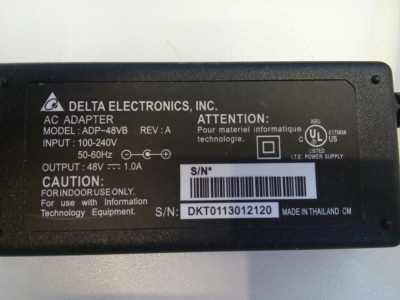 DELTA ELECTRONICS, INC.
AC ADAPTER
MODEL: ADP-48VB REV: A
INPUT: 100-240V
50-60Hz
OUTPUT: 48V ⎓ 1.0A
CAUTION:
FOR INDOOR USE ONLY.
For use with Information
Technology Equipment.
ATTENTION:
Pour materiel informatique
technologie.
C UL US
LISTED
I.T.E. POWER SUPPLY
S/N*
S/N: DKT0113012120
MADE IN THAILAND CM